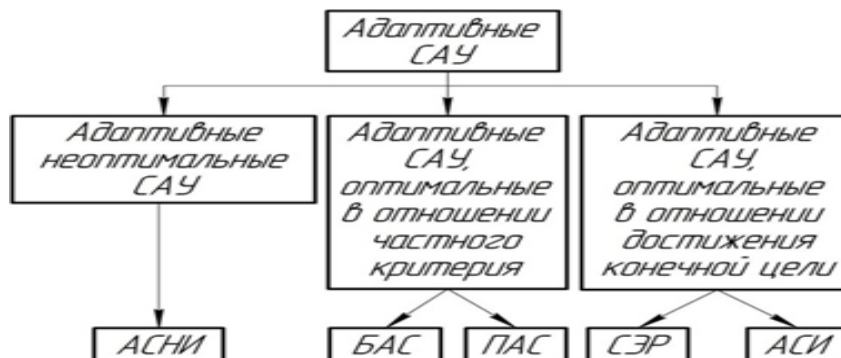 Адаптивные
САУ
Адаптивные
неоптимальные
САУ
Адаптивные
САУ,
оптимальные
в отношении
частного
критерия
Адаптивные
САУ,
оптимальные
в отношении
достижения
конечной цели
АСНИ
БАС
ПАС
СЭР
АСИ